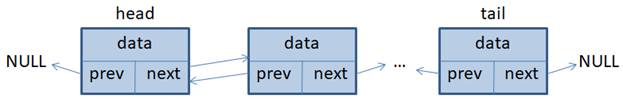 head tail
data data data
NULL prev next prev next ... prev next NULL